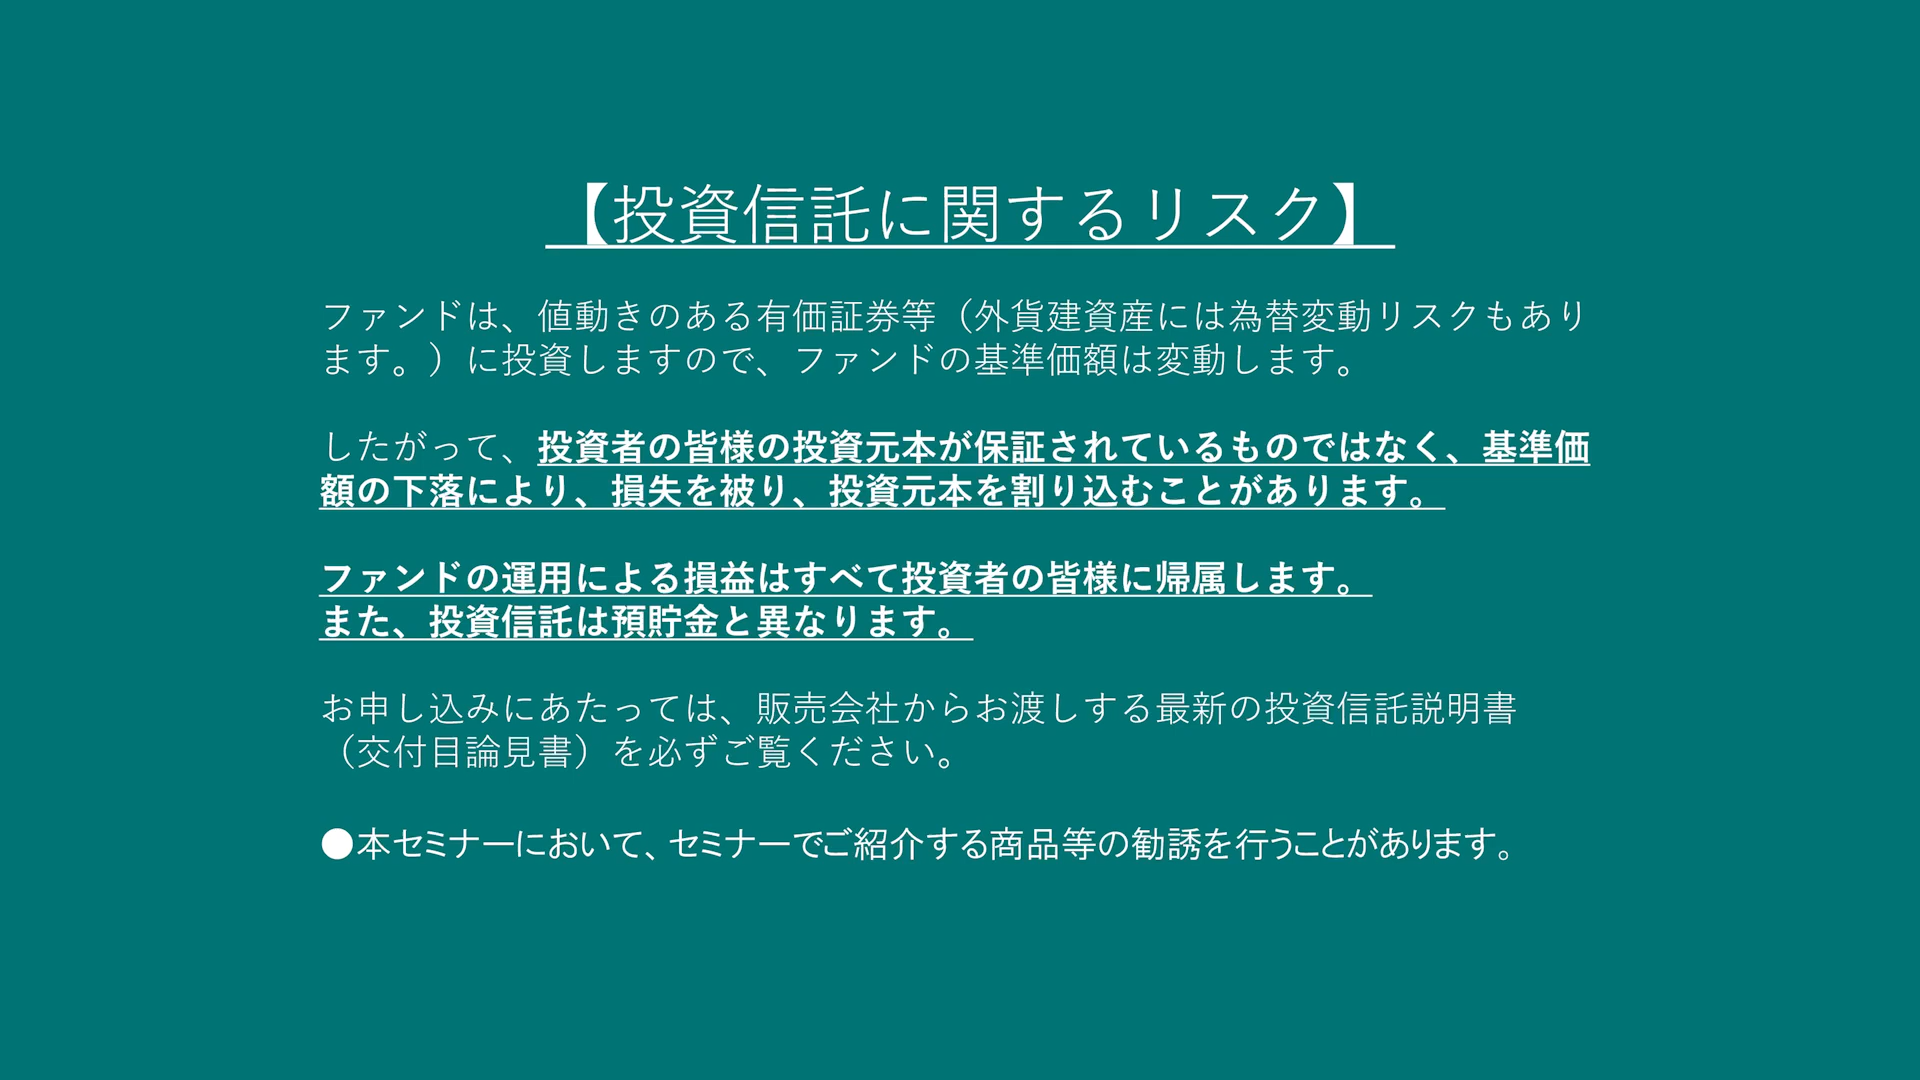 【投資信託に関するリスク】
ファンドは、値動きのある有価証券等（外貨建資産には為替変動リスクもあり
ます。）に投資しますので、ファンドの基準価額は変動します。
したがって、投資者の皆様の投資元本が保証されているものではなく、基準価
額の下落により、損失を被り、投資元本を割り込むことがあります。
ファンドの運用による損益はすべて投資者の皆様に帰属します。
また、投資信託は預貯金と異なります。
お申し込みにあたっては、販売会社からお渡しする最新の投資信託説明書
（交付目論見書）を必ずご覧ください。
●本セミナーにおいて、セミナーでご紹介する商品等の勧誘を行うことがあります。